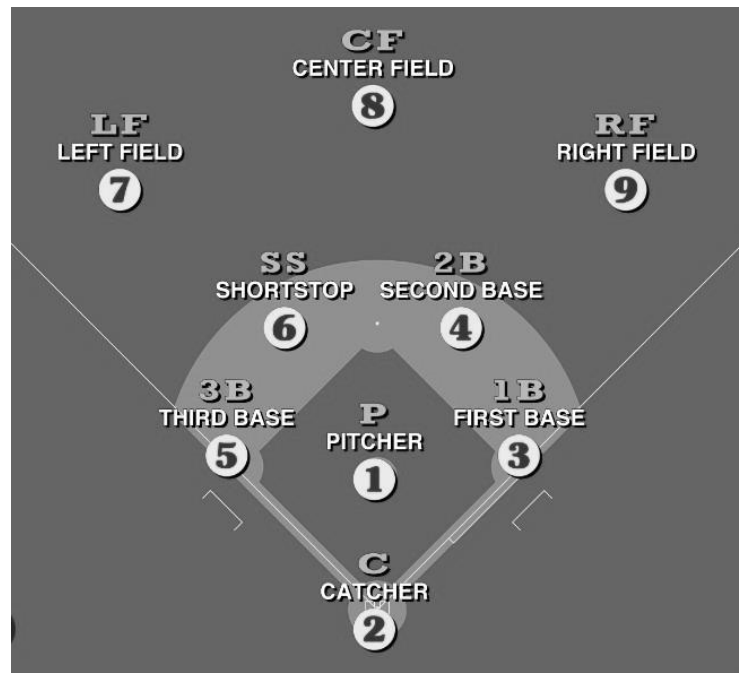 CF
CENTER FIELD
8
LF
LEFT FIELD
7
RF
RIGHT FIELD
9
SS
SHORTSTOP
6
2B
SECOND BASE
4
3B
THIRD BASE
5
P
PITCHER
1
1B
FIRST BASE
3
C
CATCHER
2